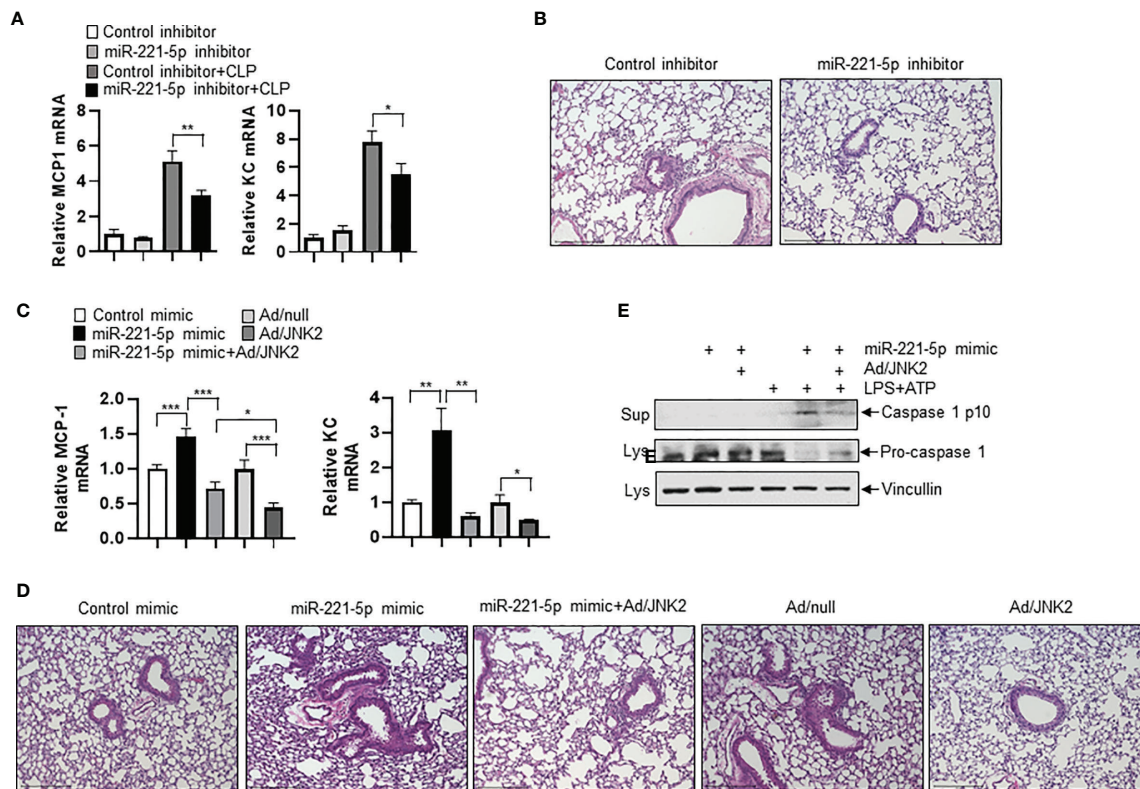 A
Control inhibitor
miR-221-5p inhibitor
Control inhibitor+CLP
miR-221-5p inhibitor+CLP
Relative MCP1 mRNA
8
6
4
2
0
**
Relative KC mRNA
10
8
6
4
2
0
*
B
Control inhibitor
miR-221-5p inhibitor
C
Control mimic
Ad/null
miR-221-5p mimic
Ad/JNK2
miR-221-5p mimic+Ad/JNK2
Relative MCP-1
mRNA
2.0
1.5
1.0
0.5
0.0
***
***
*
***
Relative KC
mRNA
4
3
2
1
0
**
**
*
E
+ + + + miR-221-5p mimic
+ + Ad/JNK2
+ + + LPS+ATP
Sup
Caspase 1 p10
Lys
E
Pro-caspase 1
Lys
Vincullin
D
Control mimic
miR-221-5p mimic
miR-221-5p mimic+Ad/JNK2
Ad/null
Ad/JNK2